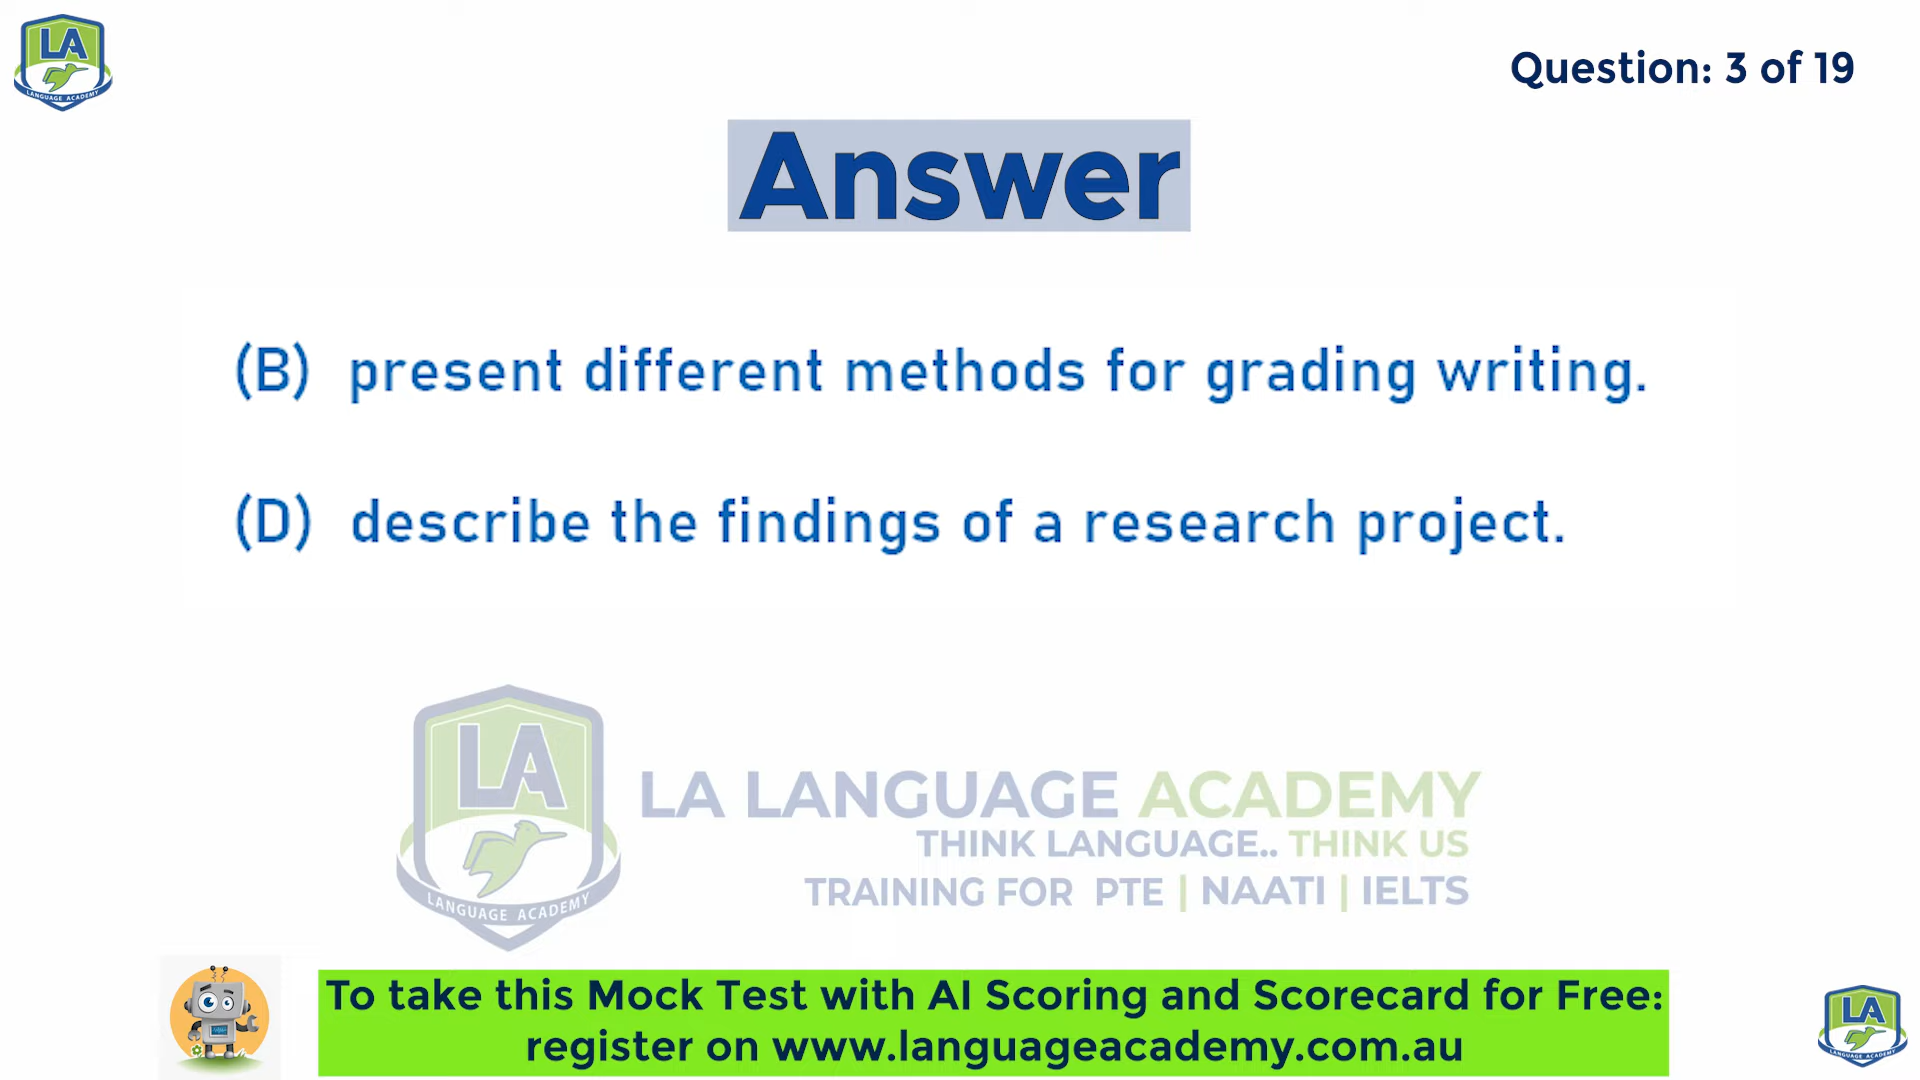 LA
LANGUAGE ACADEMY
Question: 3 of 19
Answer
(B) present different methods for grading writing.
(D) describe the findings of a research project.
LA
LANGUAGE ACADEMY
LA LANGUAGE ACADEMY
THINK LANGUAGE.. THINK US
TRAINING FOR PTE | NAATI | IELTS
To take this Mock Test with AI Scoring and Scorecard for Free:
register on www.languageacademy.com.au
LA
LANGUAGE ACADEMY